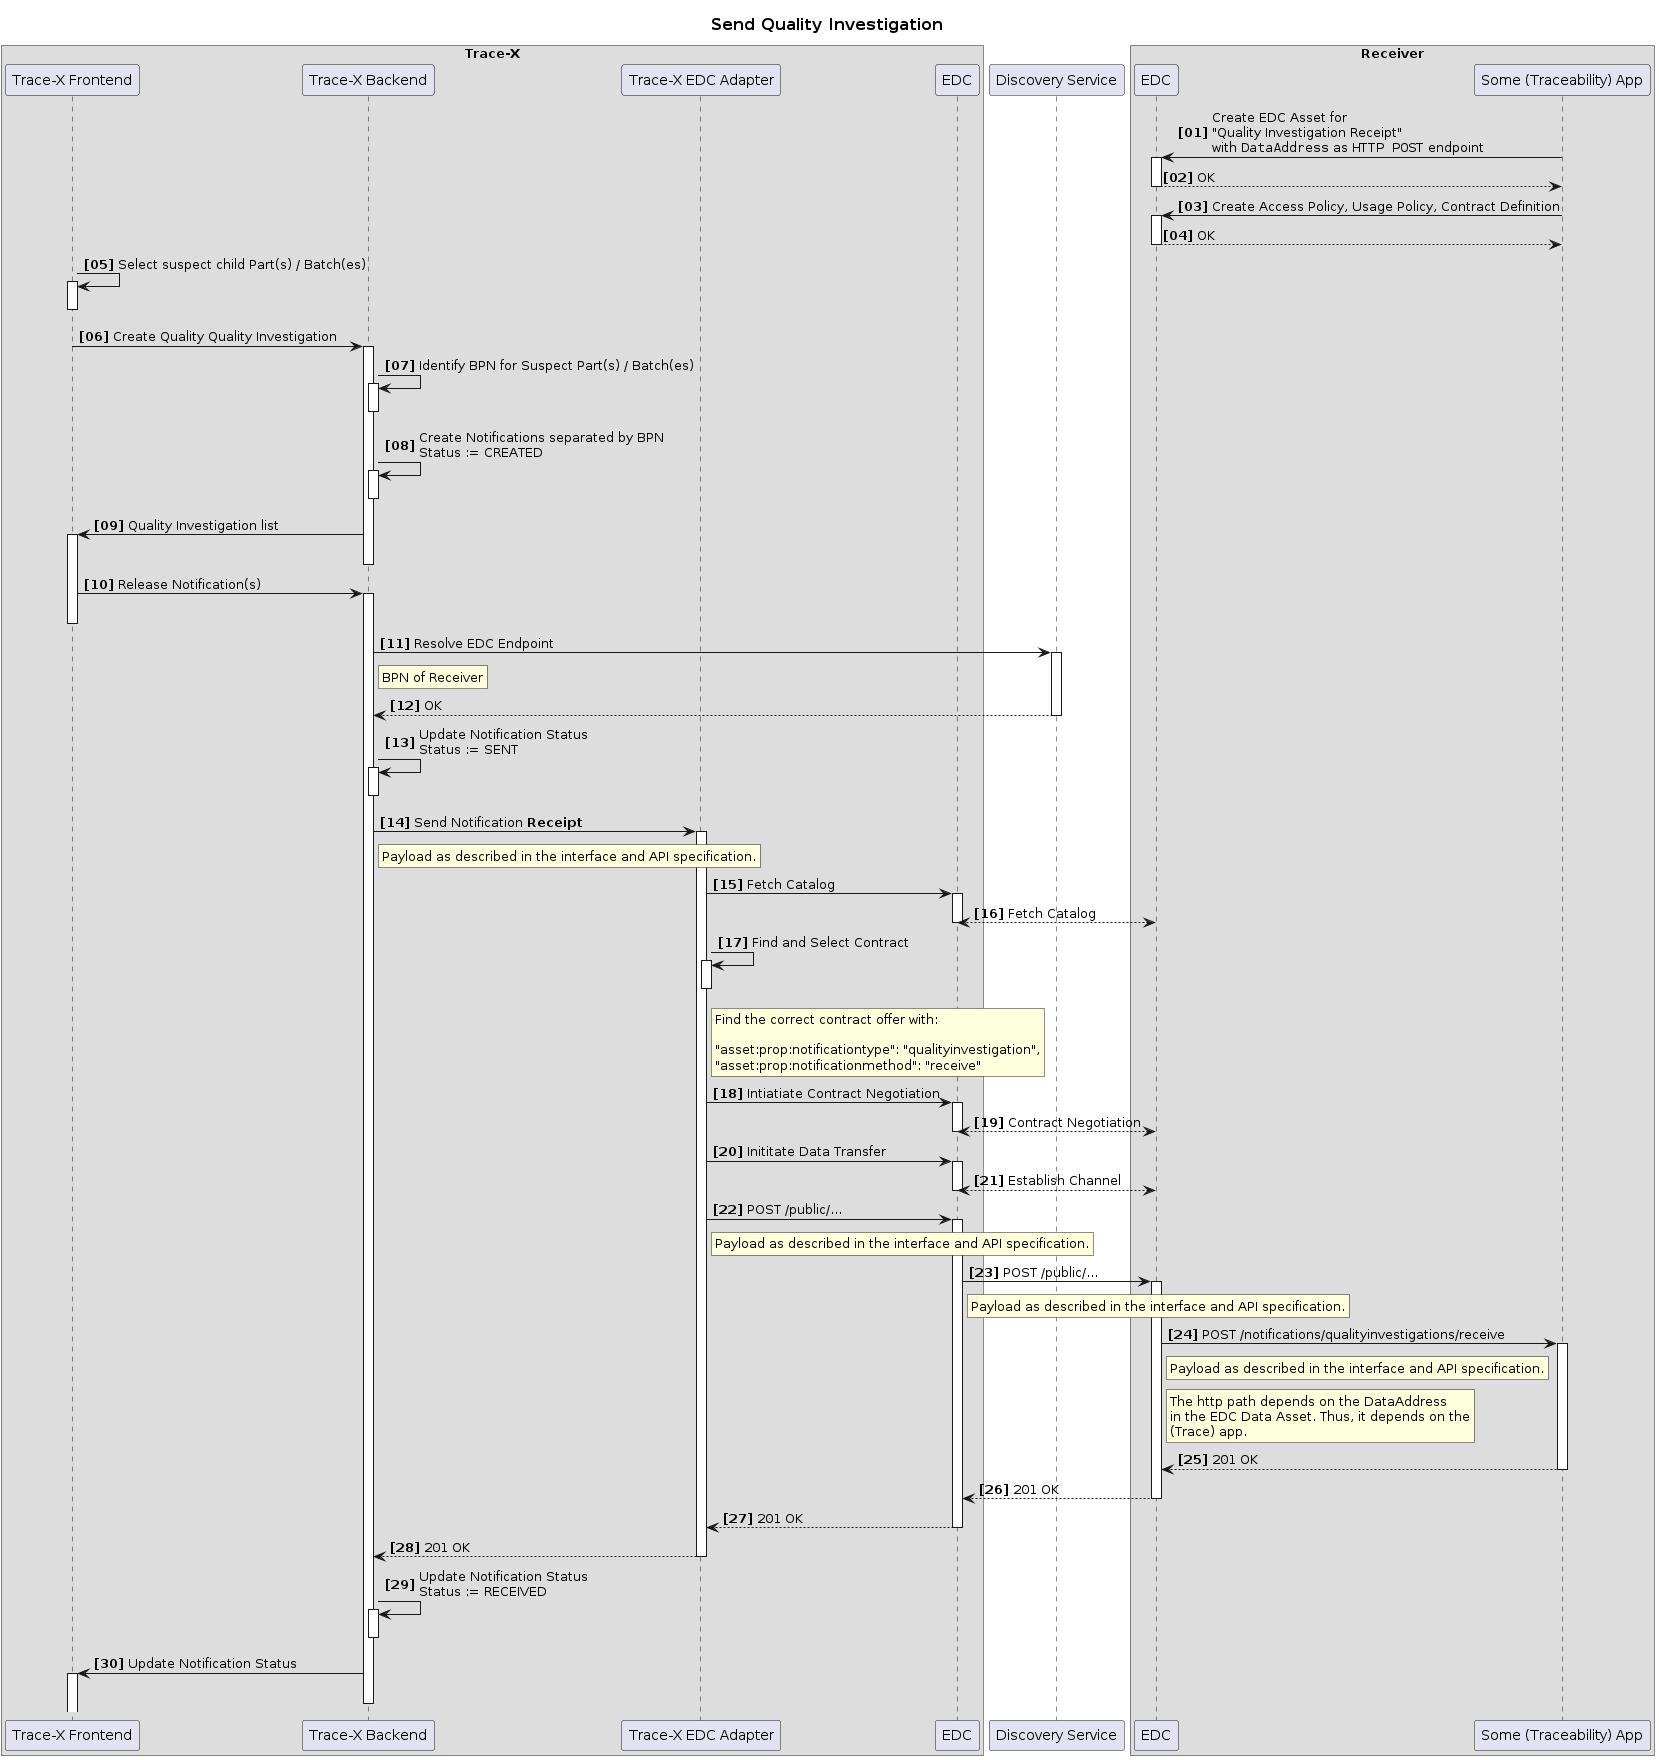 Send Quality Investigation
Trace-X
Receiver
Trace-X Frontend
Trace-X Backend
Trace-X EDC Adapter
EDC
Discovery Service
EDC
Some (Traceability) App
Create EDC Asset for
[01] "Quality Investigation Receipt"
with DataAddress as HTTP POST endpoint
[02] OK
[03] Create Access Policy, Usage Policy, Contract Definition
[04] OK
[05] Select suspect child Part(s) / Batch(es)
[06] Create Quality Quality Investigation
[07] Identify BPN for Suspect Part(s) / Batch(es)
[08] Create Notifications separated by BPN
Status := CREATED
[09] Quality Investigation list
[10] Release Notification(s)
[11] Resolve EDC Endpoint
BPN of Receiver
[12] OK
[13] Update Notification Status
Status := SENT
[14] Send Notification Receipt
Payload as described in the interface and API specification.
[15] Fetch Catalog
[16] Fetch Catalog
[17] Find and Select Contract
Find the correct contract offer with:
"asset:prop:notificationtype": "qualityinvestigation",
"asset:prop:notificationmethod": "receive"
[18] Intiatiate Contract Negotiation
[19] Contract Negotiation
[20] Inititate Data Transfer
[21] Establish Channel
[22] POST /public/...
Payload as described in the interface and API specification.
[23] POST /public/...
Payload as described in the interface and API specification.
[24] POST /notifications/qualityinvestigations/receive
Payload as described in the interface and API specification.
The http path depends on the DataAddress
in the EDC Data Asset. Thus, it depends on the
(Trace) app.
[25] 201 OK
[26] 201 OK
[27] 201 OK
[28] 201 OK
[29] Update Notification Status
Status := RECEIVED
[30] Update Notification Status
Trace-X Frontend
Trace-X Backend
Trace-X EDC Adapter
EDC
Discovery Service
EDC
Some (Traceability) App